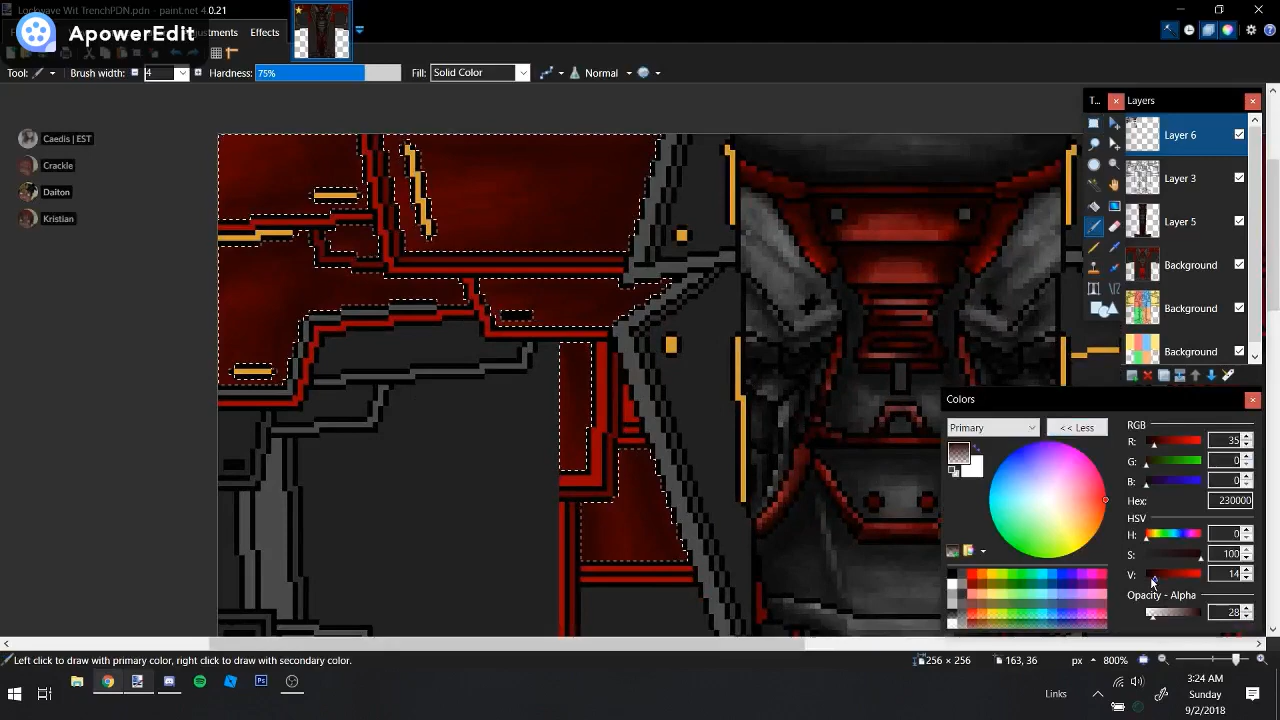 Lockwave Wit TrenchPDN.pdn - paint.net 4.0.21
ApowerEdit
Adjustments Effects
Tool: Brush width: 4 Hardness: 75% Fill: Solid Color Normal
T... Layers
Layer 6
Layer 3
Layer 5
Background
Background
Background
Caedis | EST
Crackle
Daiton
Kristian
Colors
Primary << Less
RGB
R: 35
G: 0
B: 0
Hex: 230000
HSV
H: 0
S: 100
V: 14
Opacity - Alpha
28
Left click to draw with primary color, right click to draw with secondary color.
256 × 256 163, 36 px 800%
Links
3:24 AM
Sunday
9/2/2018